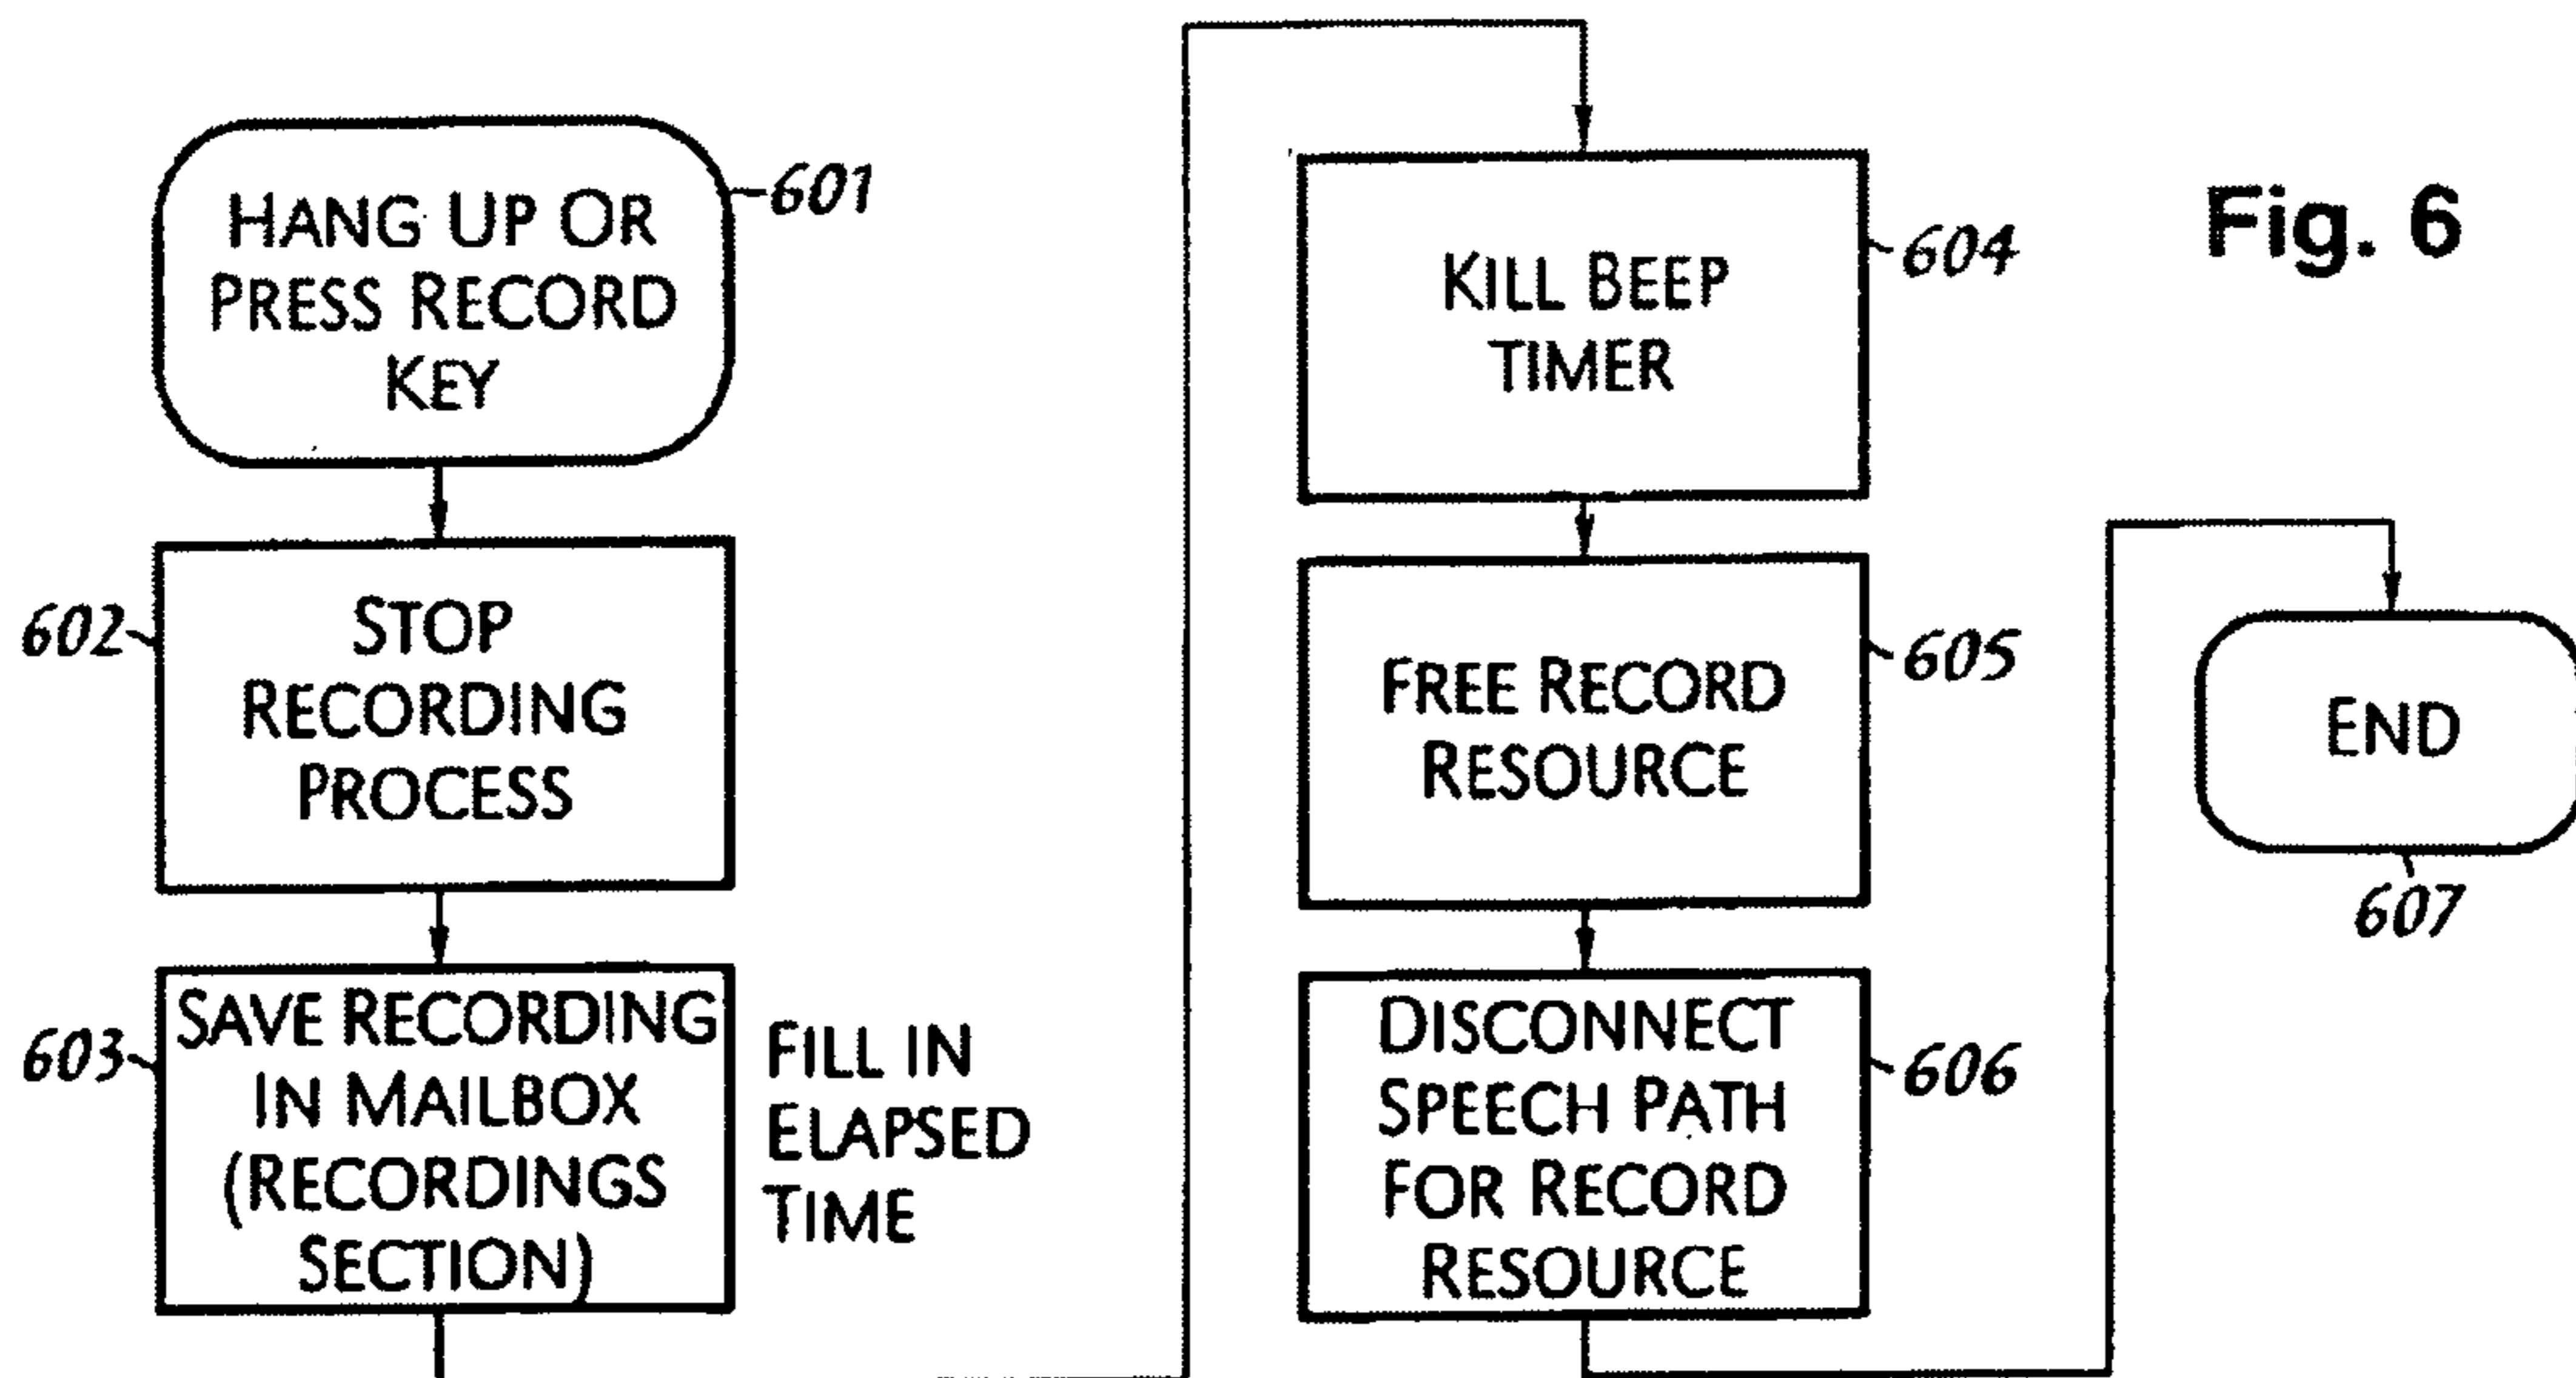 Fig. 6
HANG UP OR
PRESS RECORD
KEY
601
602
STOP
RECORDING
PROCESS
603
SAVE RECORDING
IN MAILBOX
(RECORDINGS
SECTION)
FILL IN
ELAPSED
TIME
KILL BEEP
TIMER
604
FREE RECORD
RESOURCE
605
DISCONNECT
SPEECH PATH
FOR RECORD
RESOURCE
606
END
607